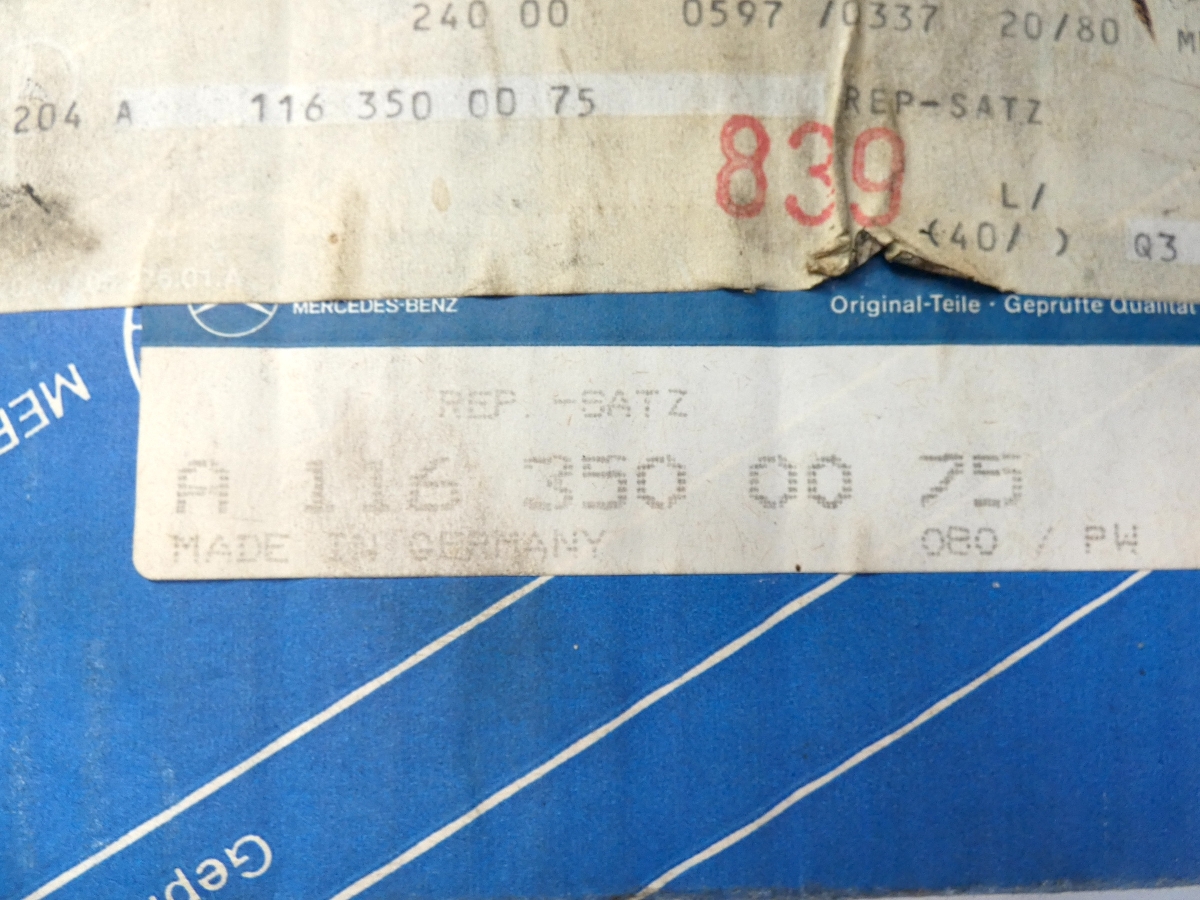 240 00 0597 /0337 20/80
204 A 116 350 00 75 REP-SATZ
839
L/
(40/ ) Q3
MERCEDES-BENZ Original-Teile · Geprüfte Qualität
REP.-SATZ
A 116 350 00 75
MADE IN GERMANY 080 / PW